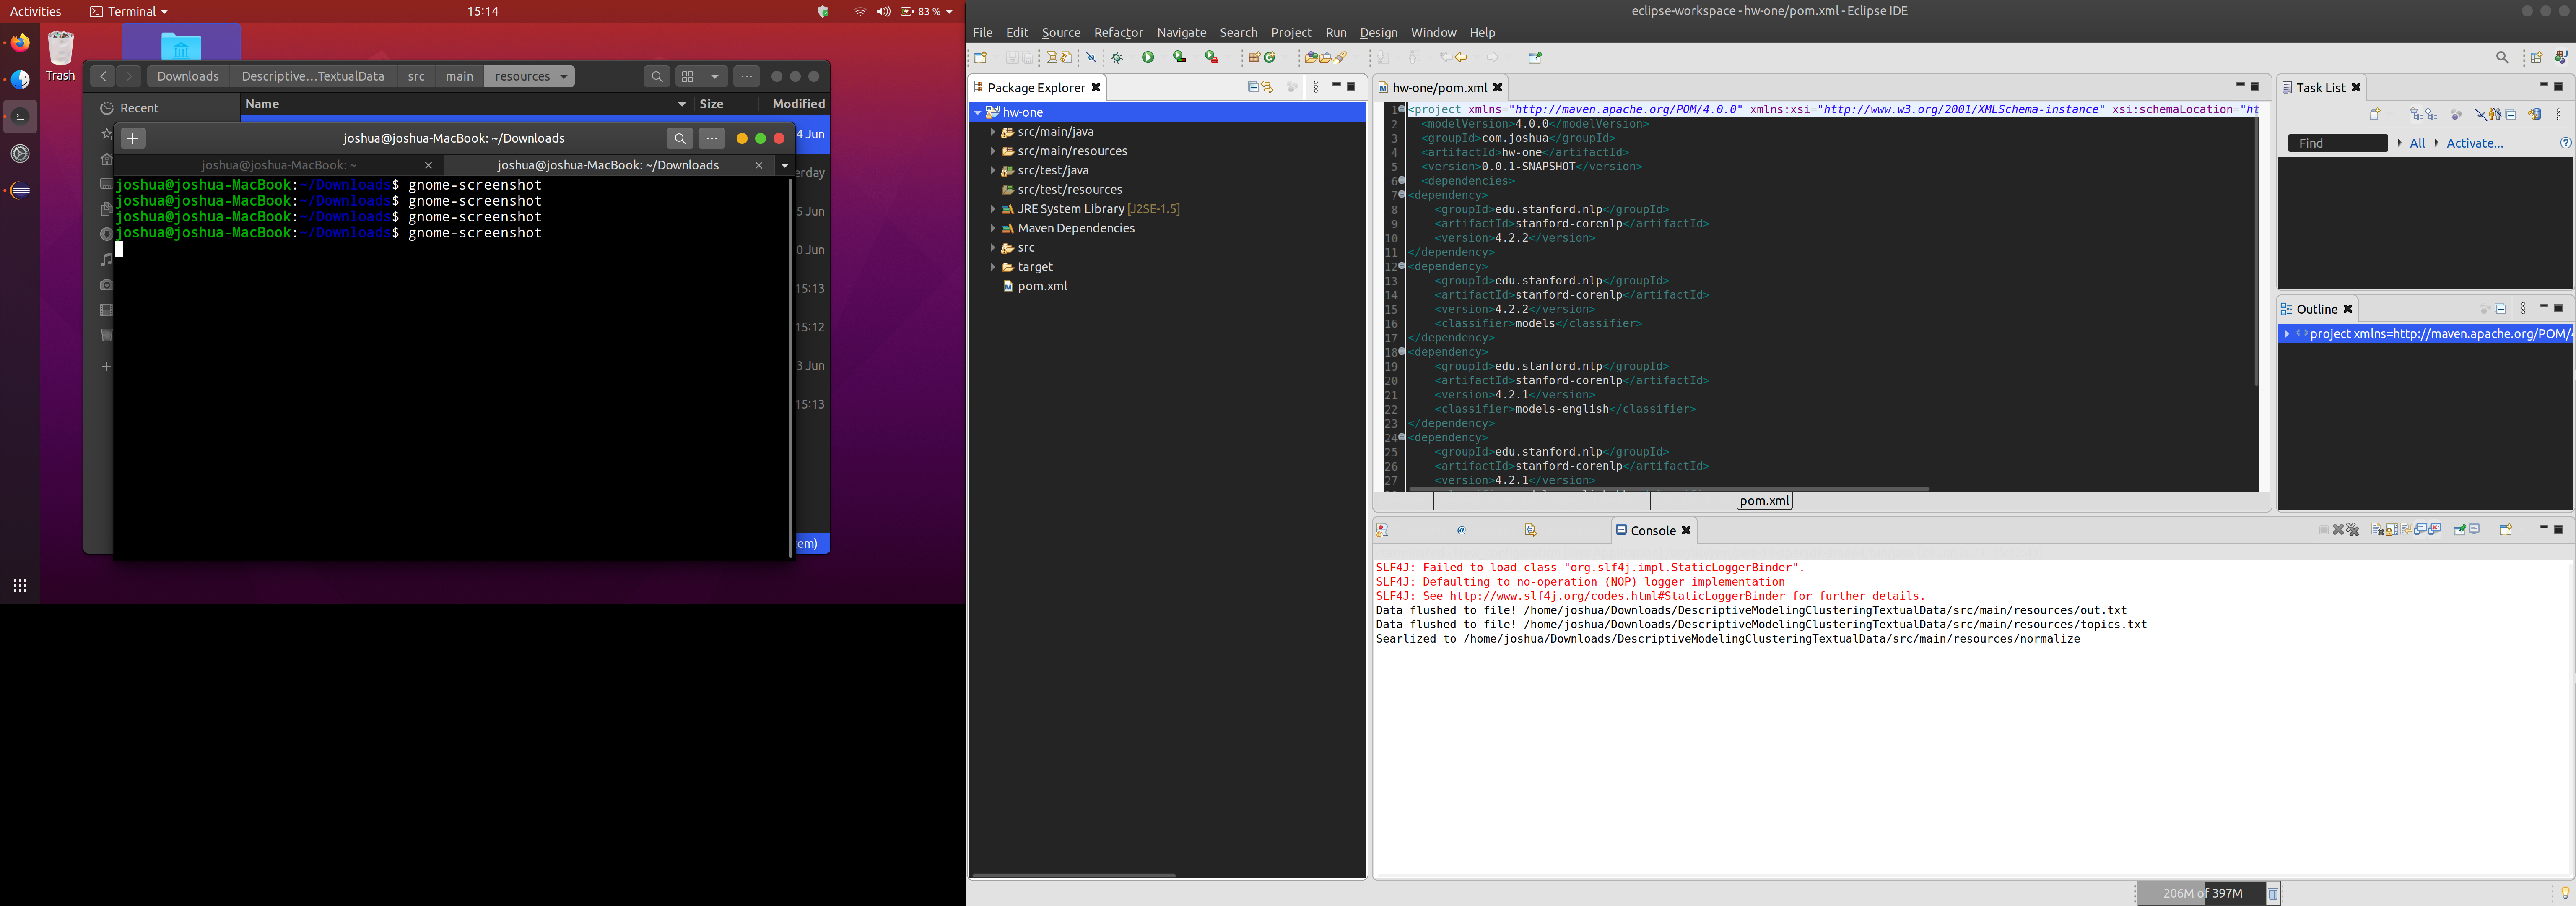 Activities
Terminal
15:14
83 %
Trash
Downloads
Descriptive...TextualData
src
main
resources
Recent
Name
Size
Modified
4 Jun
erday
5 Jun
0 Jun
15:13
15:12
3 Jun
15:13
em)
joshua@joshua-MacBook: ~/Downloads
joshua@joshua-MacBook: ~
joshua@joshua-MacBook: ~/Downloads
joshua@joshua-MacBook:~/Downloads$ gnome-screenshot
joshua@joshua-MacBook:~/Downloads$ gnome-screenshot
joshua@joshua-MacBook:~/Downloads$ gnome-screenshot
joshua@joshua-MacBook:~/Downloads$ gnome-screenshot
eclipse-workspace - hw-one/pom.xml - Eclipse IDE
File Edit Source Refactor Navigate Search Project Run Design Window Help
Package Explorer
hw-one
src/main/java
src/main/resources
src/test/java
src/test/resources
JRE System Library [J2SE-1.5]
Maven Dependencies
src
target
pom.xml
hw-one/pom.xml
1 <project xmlns="http://maven.apache.org/POM/4.0.0" xmlns:xsi="http://www.w3.org/2001/XMLSchema-instance" xsi:schemaLocation="ht
2 <modelVersion>4.0.0</modelVersion>
3 <groupId>com.joshua</groupId>
4 <artifactId>hw-one</artifactId>
5 <version>0.0.1-SNAPSHOT</version>
6 <dependencies>
7 <dependency>
8 <groupId>edu.stanford.nlp</groupId>
9 <artifactId>stanford-corenlp</artifactId>
10 <version>4.2.2</version>
11 </dependency>
12 <dependency>
13 <groupId>edu.stanford.nlp</groupId>
14 <artifactId>stanford-corenlp</artifactId>
15 <version>4.2.2</version>
16 <classifier>models</classifier>
17 </dependency>
18 <dependency>
19 <groupId>edu.stanford.nlp</groupId>
20 <artifactId>stanford-corenlp</artifactId>
21 <version>4.2.1</version>
22 <classifier>models-english</classifier>
23 </dependency>
24 <dependency>
25 <groupId>edu.stanford.nlp</groupId>
26 <artifactId>stanford-corenlp</artifactId>
27 <version>4.2.1</version>
pom.xml
Console
SLF4J: Failed to load class "org.slf4j.impl.StaticLoggerBinder".
SLF4J: Defaulting to no-operation (NOP) logger implementation
SLF4J: See http://www.slf4j.org/codes.html#StaticLoggerBinder for further details.
Data flushed to file! /home/joshua/Downloads/DescriptiveModelingClusteringTextualData/src/main/resources/out.txt
Data flushed to file! /home/joshua/Downloads/DescriptiveModelingClusteringTextualData/src/main/resources/topics.txt
Searlized to /home/joshua/Downloads/DescriptiveModelingClusteringTextualData/src/main/resources/normalize
Task List
Find
All
Activate...
Outline
project xmlns=http://maven.apache.org/POM/4
206M of 397M